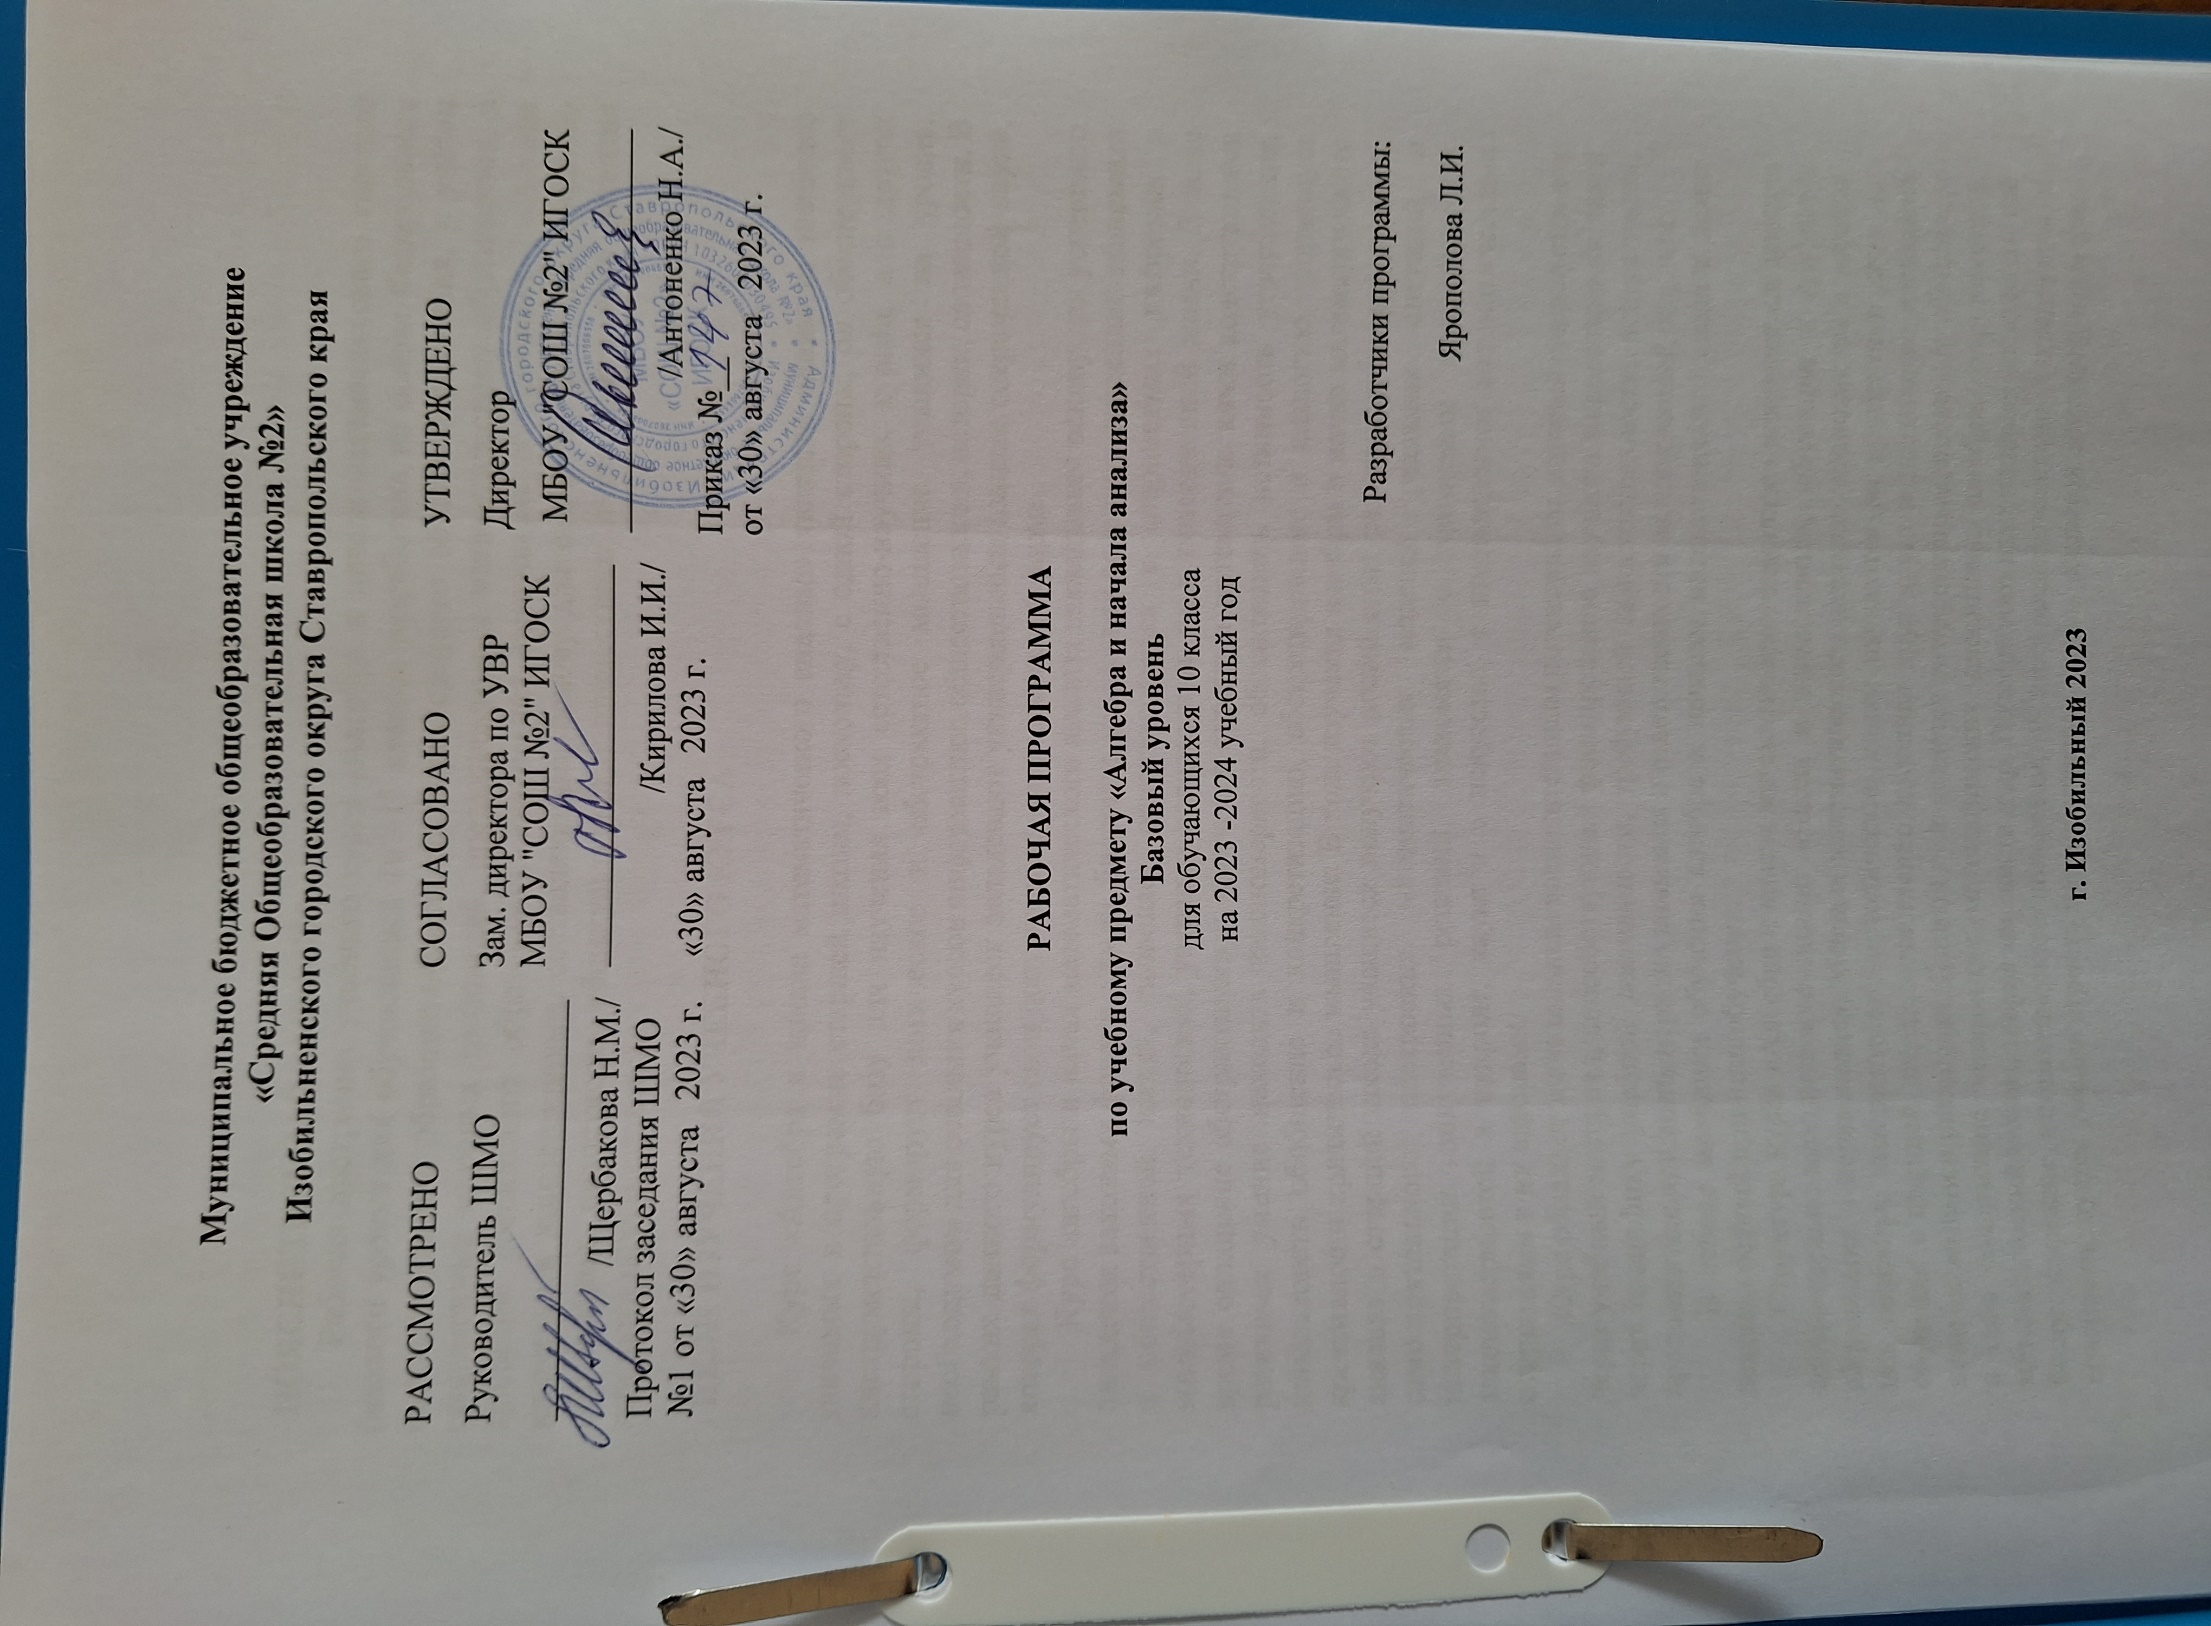 Муниципальное бюджетное общеобразовательное учреждение
«Средняя Общеобразовательная школа №2»
Изобильненского городского округа Ставропольского края
РАССМОТРЕНО
Руководитель ШМО
/Щербакова Н.М./
Протокол заседания ШМО
№1 от «30» августа 2023 г.
СОГЛАСОВАНО
Зам. директора по УВР
МБОУ "СОШ №2" ИГОСК
/Кирилова И.И./
«30» августа 2023 г.
УТВЕРЖДЕНО
Директор
МБОУ "СОШ №2" ИГОСК
/Антоненко Н.А./
Приказ №
от «30» августа 2023 г.
РАБОЧАЯ ПРОГРАММА
по учебному предмету «Алгебра и начала анализа»
Базовый уровень
для обучающихся 10 класса
на 2023 -2024 учебный год
Разработчики программы:
Ярополова Л.И.
г. Изобильный 2023